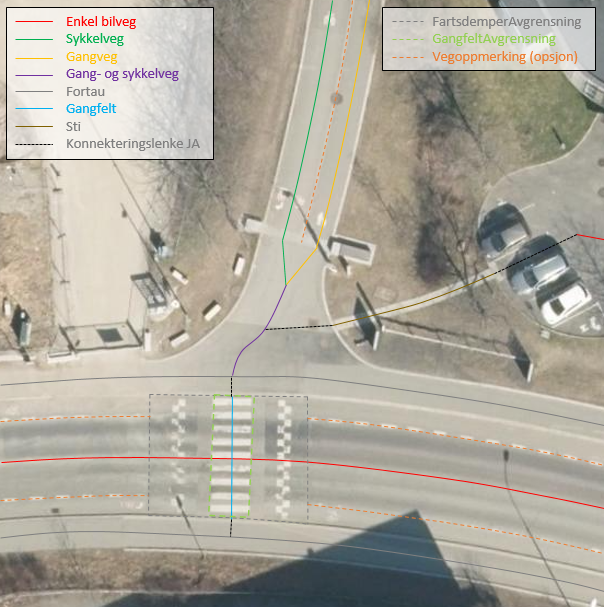 Enkel bilveg
Sykkelveg
Gangveg
Gang- og sykkelveg
Fortau
Gangfelt
Sti
Konnekteringslenke JA
FartsdemperAvgrensning
GangfeltAvgrensning
Vegoppmerking (opsjon)